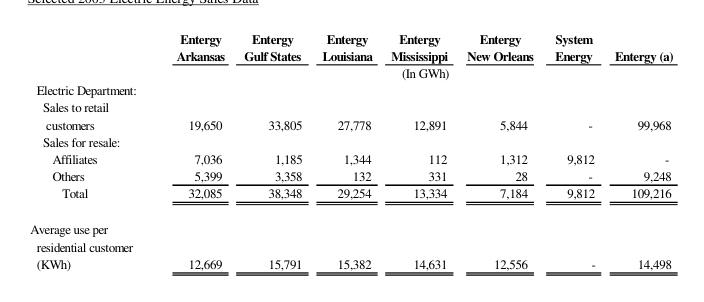 Selected 2003 Electric Energy Sales Data
Entergy Entergy Entergy Entergy Entergy System
Arkansas Gulf States Louisiana Mississippi New Orleans Energy Entergy (a)
(In GWh)
Electric Department:
Sales to retail
customers 19,650 33,805 27,778 12,891 5,844 - 99,968
Sales for resale:
Affiliates 7,036 1,185 1,344 112 1,312 9,812 -
Others 5,399 3,358 132 331 28 - 9,248
Total 32,085 38,348 29,254 13,334 7,184 9,812 109,216
Average use per
residential customer
(KWh) 12,669 15,791 15,382 14,631 12,556 - 14,498